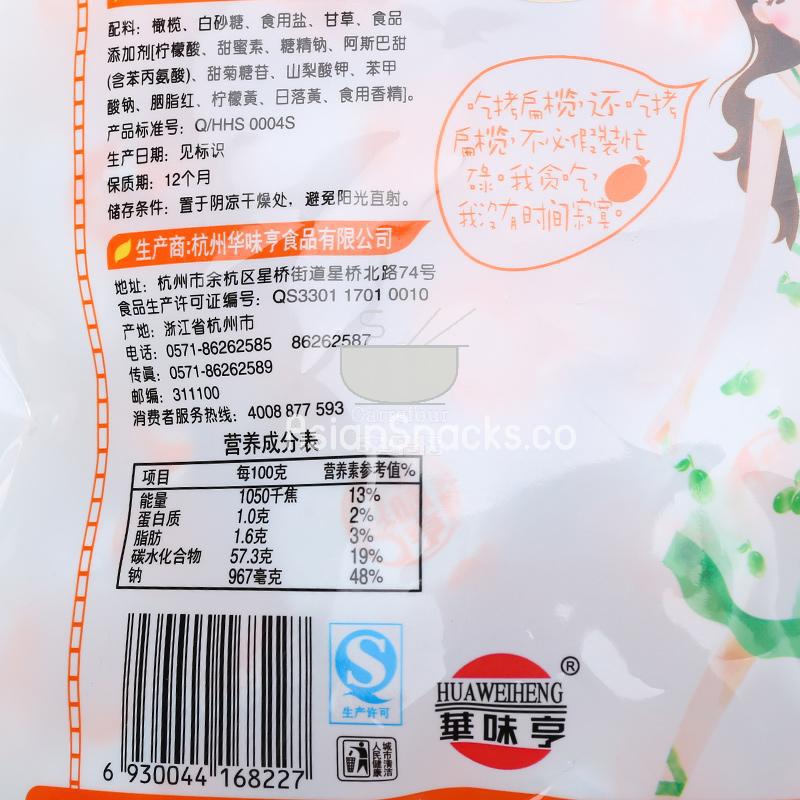 配料：橄榄、白砂糖、食用盐、甘草、食品
添加剂[柠檬酸、甜蜜素、糖精钠、阿斯巴甜
(含苯丙氨酸)、甜菊糖苷、山梨酸钾、苯甲
酸钠、胭脂红、柠檬黃、日落黃、食用香精]。
产品标准号：Q/HHS 0004S
生产日期：见标识
保质期：12个月
储存条件：置于阴凉干燥处，避免阳光直射。
生产商:杭州华味亨食品有限公司
地址：杭州市余杭区星桥街道星桥北路74号
食品生产许可证编号：QS3301 1701 0010
产地：浙江省杭州市
电话：0571-86262585 86262587
传真：0571-86262589
邮编：311100
消费者服务热线：4008 877 593
吃拷扁榄,还吃拷
扁榄,不必假装忙
碌。我贪吃,
我没有时间寂寞。
Carrefour
AsianSnacks.co
营养成分表
项目 每100克 营养素参考值%
能量 1050千焦 13%
蛋白质 1.0克 2%
脂肪 1.6克 3%
碳水化合物 57.3克 19%
钠 967毫克 48%
6 930044 168227
生产许可
城市清洁
人民健康
HUAWEIHENG®
華味亨